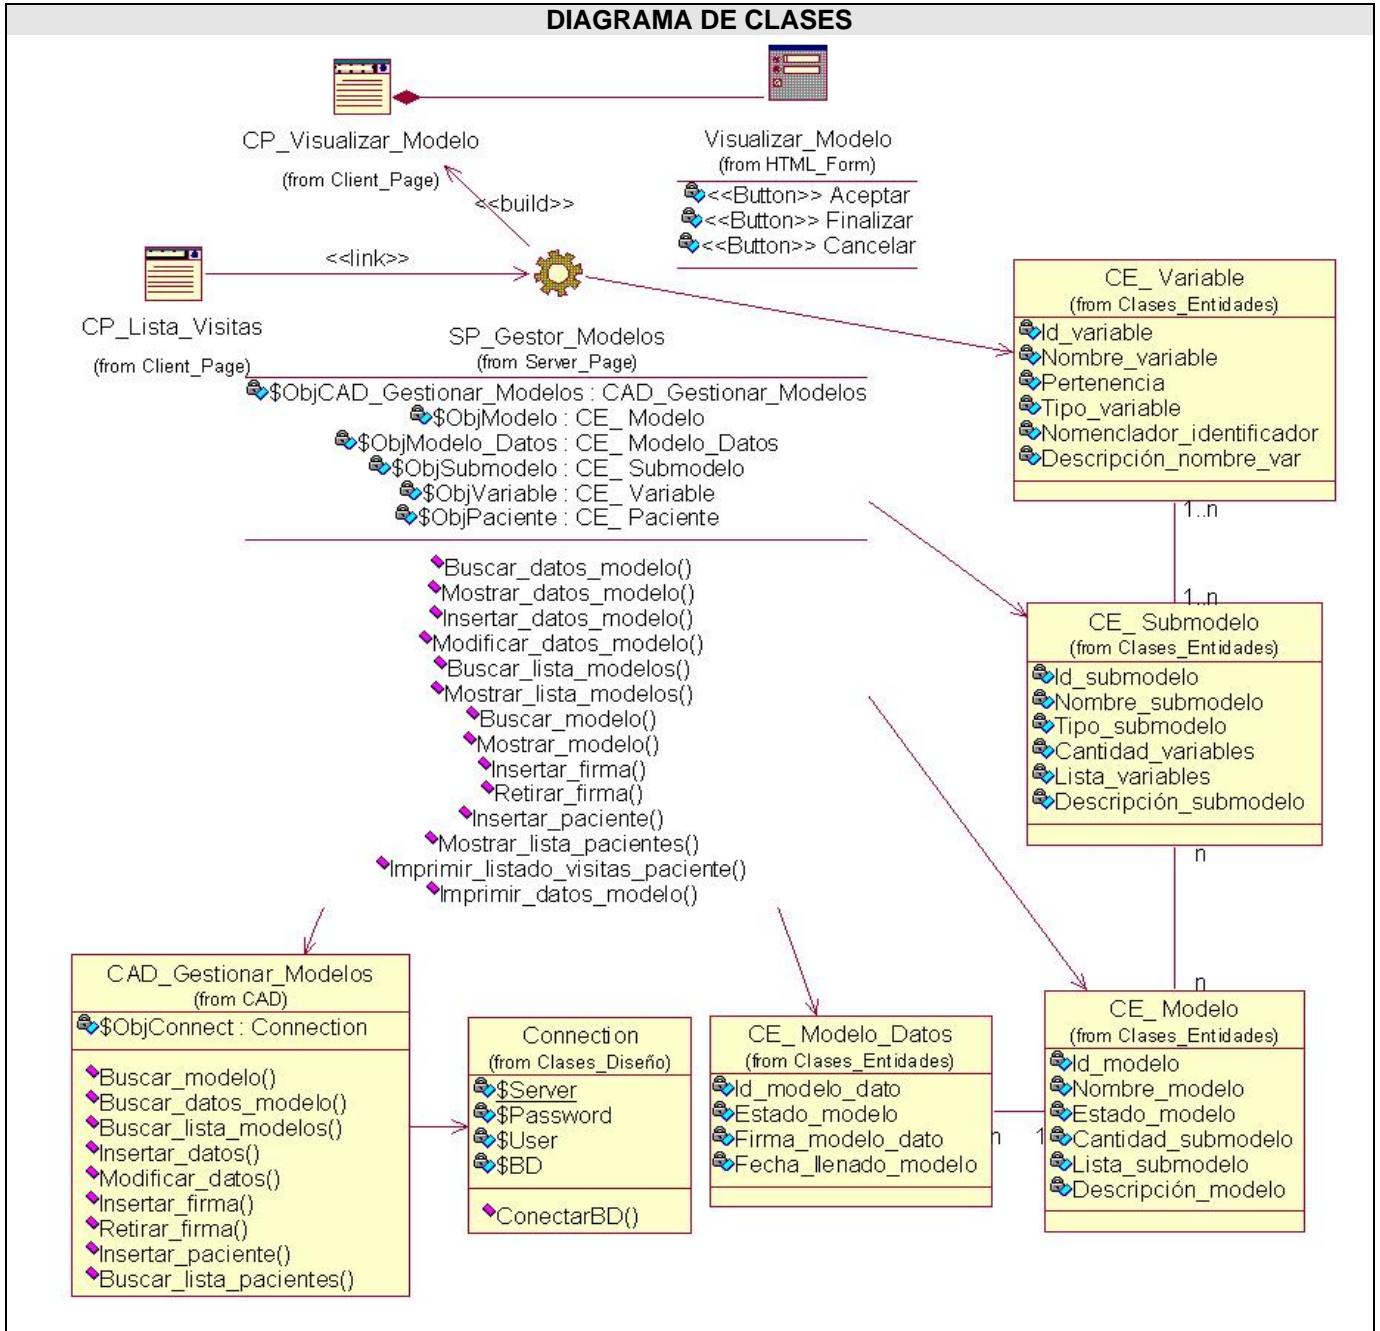 DIAGRAMA DE CLASES
CP_Visualizar_Modelo
(from Client_Page)
Visualizar_Modelo
(from HTML_Form)
<<Button>> Aceptar
<<Button>> Finalizar
<<Button>> Cancelar
<<build>>
<<link>>
CP_Lista_Visitas
(from Client_Page)
SP_Gestor_Modelos
(from Server_Page)
$ObjCAD_Gestionar_Modelos : CAD_Gestionar_Modelos
$ObjModelo : CE_ Modelo
$ObjModelo_Datos : CE_ Modelo_Datos
$ObjSubmodelo : CE_ Submodelo
$ObjVariable : CE_ Variable
$ObjPaciente : CE_ Paciente
Buscar_datos_modelo()
Mostrar_datos_modelo()
Insertar_datos_modelo()
Modificar_datos_modelo()
Buscar_lista_modelos()
Mostrar_lista_modelos()
Buscar_modelo()
Mostrar_modelo()
Insertar_firma()
Retirar_firma()
Insertar_paciente()
Mostrar_lista_pacientes()
Imprimir_listado_visitas_paciente()
Imprimir_datos_modelo()
CE_ Variable
(from Clases_Entidades)
Id_variable
Nombre_variable
Pertenencia
Tipo_variable
Nomenclador_identificador
Descripción_nombre_var
1..n
1..n
CE_ Submodelo
(from Clases_Entidades)
Id_submodelo
Nombre_submodelo
Tipo_submodelo
Cantidad_variables
Lista_variables
Descripción_submodelo
n
n
CE_ Modelo
(from Clases_Entidades)
Id_modelo
Nombre_modelo
Estado_modelo
Cantidad_submodelo
Lista_submodelo
Descripción_modelo
CAD_Gestionar_Modelos
(from CAD)
$ObjConnect : Connection
Buscar_modelo()
Buscar_datos_modelo()
Buscar_lista_modelos()
Insertar_datos()
Modificar_datos()
Insertar_firma()
Retirar_firma()
Insertar_paciente()
Buscar_lista_pacientes()
Connection
(from Clases_Diseño)
$Server
$Password
$User
$BD
ConectarBD()
CE_ Modelo_Datos
(from Clases_Entidades)
Id_modelo_dato
Estado_modelo
Firma_modelo_dato
Fecha_llenado_modelo
n 1